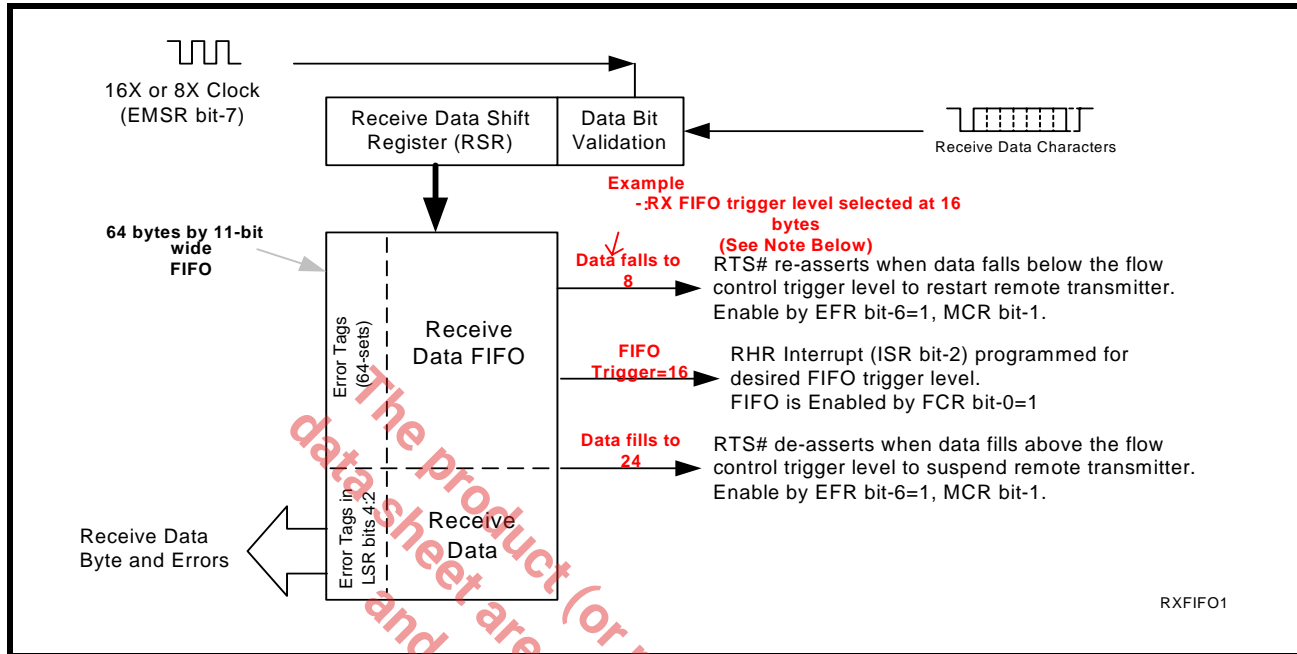 16X or 8X Clock
(EMSR bit-7)
Receive Data Shift
Register (RSR)
Data Bit
Validation
Receive Data Characters
Example
-:RX FIFO trigger level selected at 16
bytes
(See Note Below)
64 bytes by 11-bit
wide
FIFO
Data falls to
8
RTS# re-asserts when data falls below the flow
control trigger level to restart remote transmitter.
Enable by EFR bit-6=1, MCR bit-1.
Error Tags
(64-sets)
Receive
Data FIFO
FIFO
Trigger=16
RHR Interrupt (ISR bit-2) programmed for
desired FIFO trigger level.
FIFO is Enabled by FCR bit-0=1
Data fills to
24
RTS# de-asserts when data fills above the flow
control trigger level to suspend remote transmitter.
Enable by EFR bit-6=1, MCR bit-1.
Error Tags in
LSR bits 4:2
Receive
Data
Receive Data
Byte and Errors
RXFIFO1
The product (or
data sheet are
and